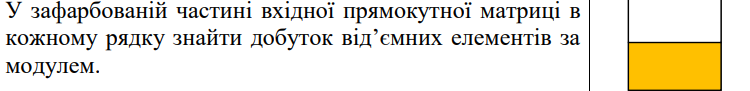 У зафарбованій частині вхідної прямокутної матриці в
кожному рядку знайти добуток від’ємних елементів за
модулем.